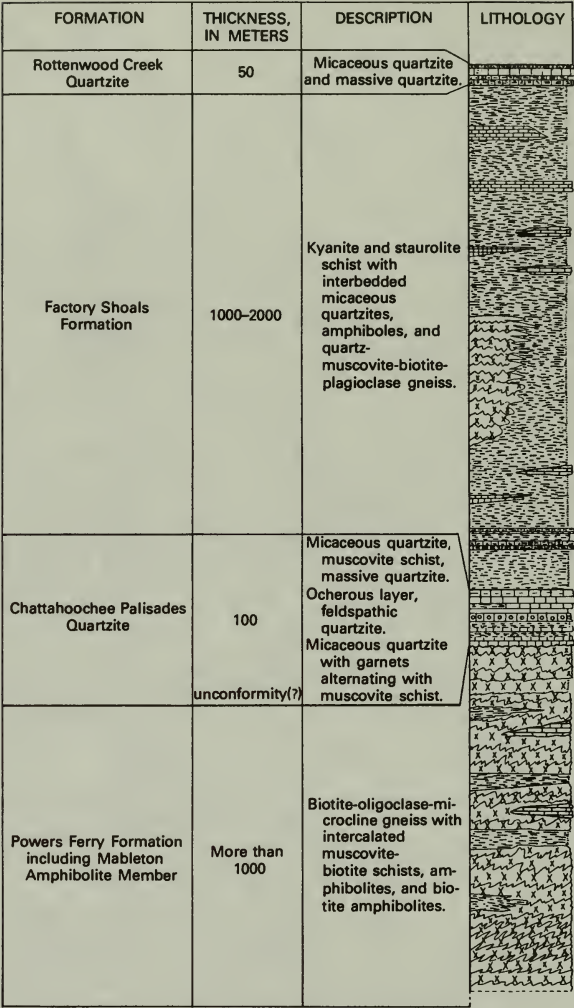 FORMATION
THICKNESS,
IN METERS
DESCRIPTION
LITHOLOGY
Rottenwood Creek
Quartzite
50
Micaceous quartzite
and massive quartzite.
Factory Shoals
Formation
1000–2000
Kyanite and staurolite
schist with
interbedded
micaceous
quartzites,
amphiboles, and
quartz-
muscovite-biotite-
plagioclase gneiss.
Chattahoochee Palisades
Quartzite
100
unconformity(?)
Micaceous quartzite,
muscovite schist,
massive quartzite.
Ocherous layer,
feldspathic
quartzite.
Micaceous quartzite
with garnets
alternating with
muscovite schist.
Powers Ferry Formation
including Mableton
Amphibolite Member
More than
1000
Biotite-oligoclase-mi-
crocline gneiss with
intercalated
muscovite-
biotite schists, am-
phibolites, and bio-
tite amphibolites.